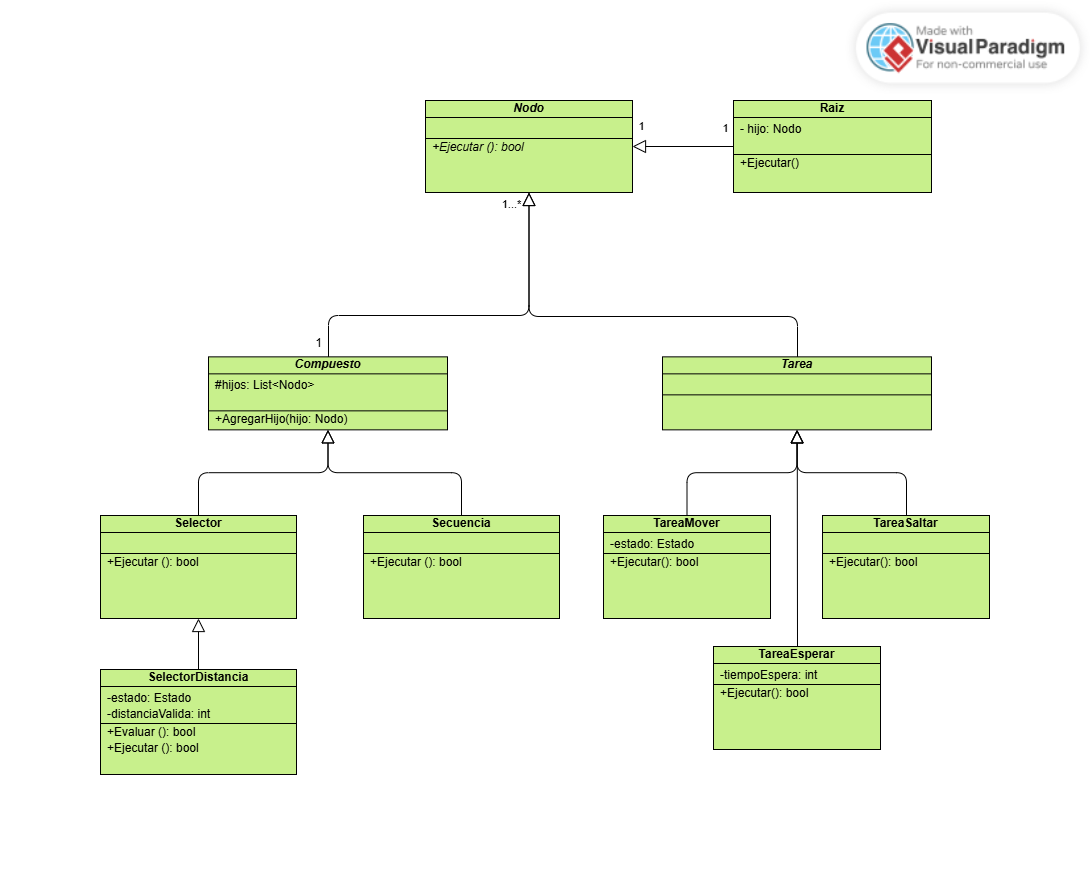 Made with
Visual Paradigm
For non-commercial use
Nodo
+Ejecutar (): bool
1
1
Raiz
- hijo: Nodo
+Ejecutar()
1...*
1
Compuesto
#hijos: List<Nodo>
+AgregarHijo(hijo: Nodo)
Tarea
Selector
+Ejecutar (): bool
Secuencia
+Ejecutar (): bool
TareaMover
-estado: Estado
+Ejecutar(): bool
TareaSaltar
+Ejecutar(): bool
TareaEsperar
-tiempoEspera: int
+Ejecutar(): bool
SelectorDistancia
-estado: Estado
-distanciaValida: int
+Evaluar (): bool
+Ejecutar (): bool